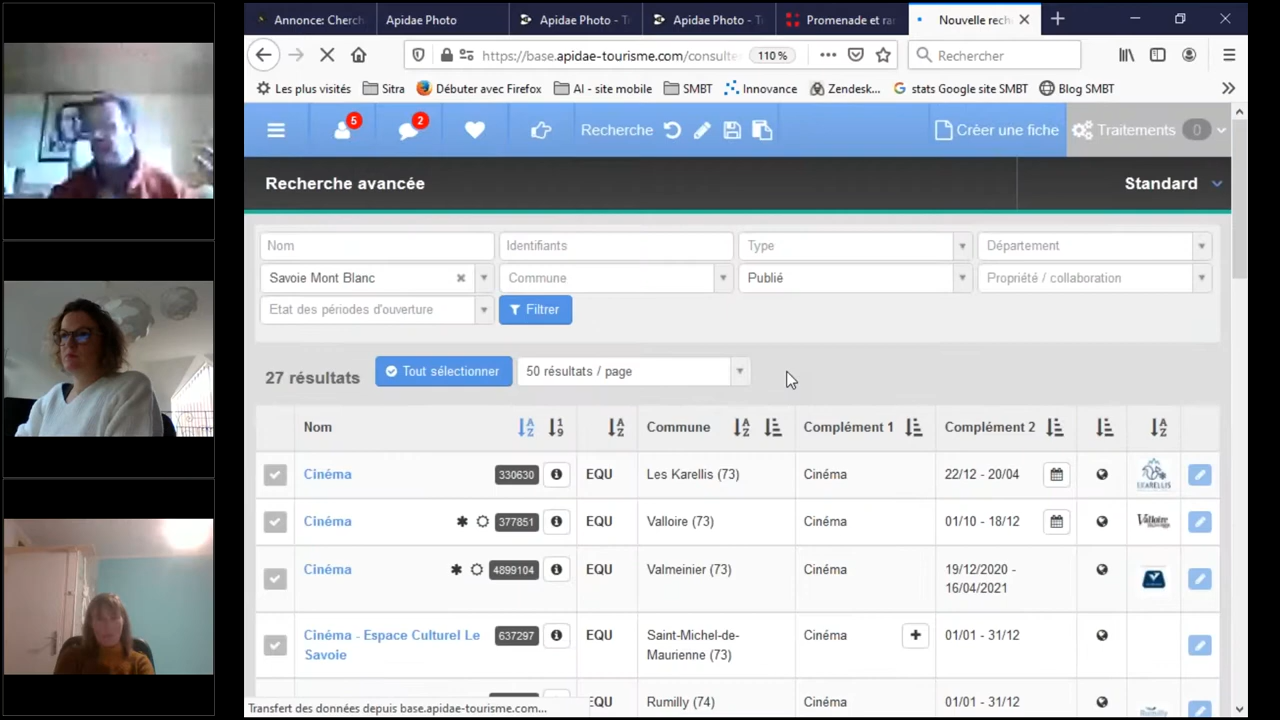 Annonce: Cherch
Apidae Photo
Apidae Photo - T
Apidae Photo - T
Promenade et ra
Nouvelle rech
https://base.apidae-tourisme.com/consulte
110 %
Rechercher
Les plus visités
Sitra
Débuter avec Firefox
AI - site mobile
SMBT
Innovance
Zendesk...
stats Google site SMBT
Blog SMBT
5
2
Recherche
Créer une fiche
Traitements 0
Recherche avancée
Standard
Nom
Identifiants
Type
Département
Savoie Mont Blanc
Commune
Publié
Propriété / collaboration
Etat des périodes d'ouverture
Filtrer
27 résultats
Tout sélectionner
50 résultats / page
Nom
Commune
Complément 1
Complément 2
Cinéma 330630 EQU Les Karellis (73) Cinéma 22/12 - 20/04
KARELLIS
Cinéma 377851 EQU Valloire (73) Cinéma 01/10 - 18/12
Valloire
Cinéma 4899104 EQU Valmeinier (73) Cinéma 19/12/2020 -
16/04/2021
Cinéma - Espace Culturel Le
Savoie
637297 EQU
Saint-Michel-de-
Maurienne (73)
Cinéma 01/01 - 31/12
EQU Rumilly (74) Cinéma 01/01 - 31/12
Transfert des données depuis base.apidae-tourisme.com...